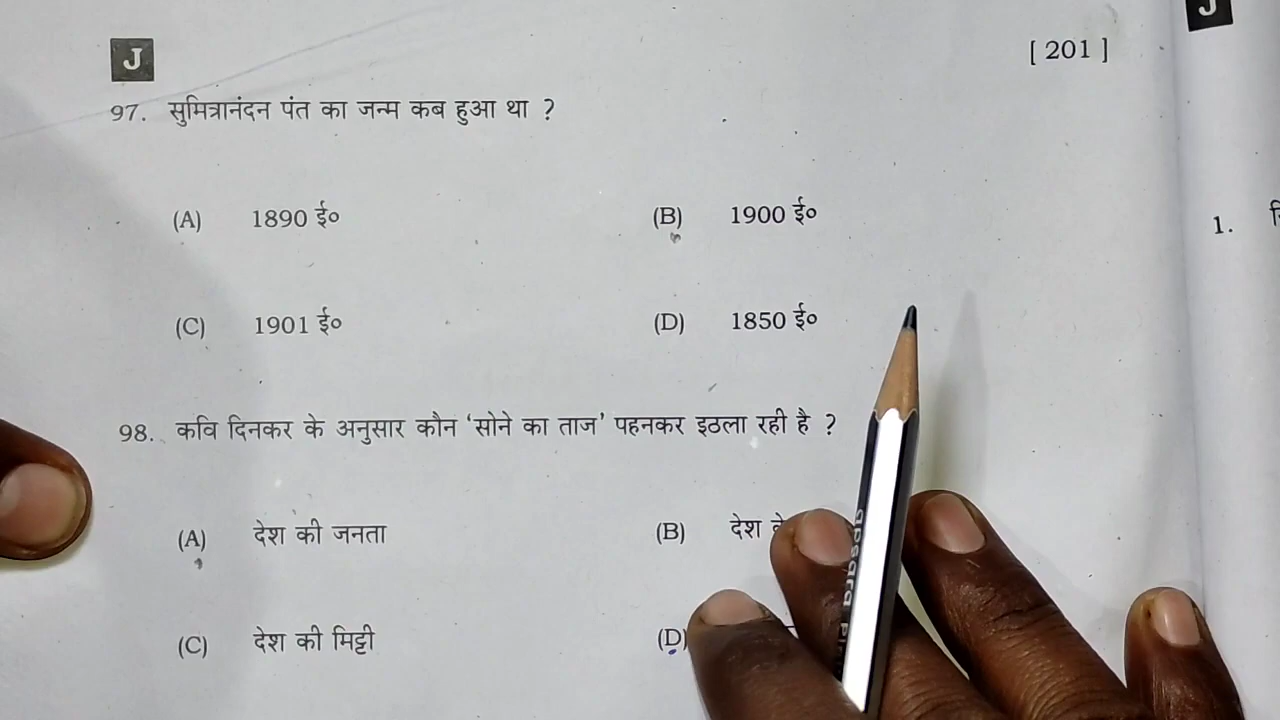 J
[ 201 ]
J
97. सुमित्रानंदन पंत का जन्म कब हुआ था ?
(A) 1890 ई० (B) 1900 ई०
1.
(C) 1901 ई० (D) 1850 ई०
98. कवि दिनकर के अनुसार कौन ‘सोने का ताज’ पहनकर इठला रही है ?
(A) देश की जनता (B) देश
(C) देश की मिट्टी (D)
apsara